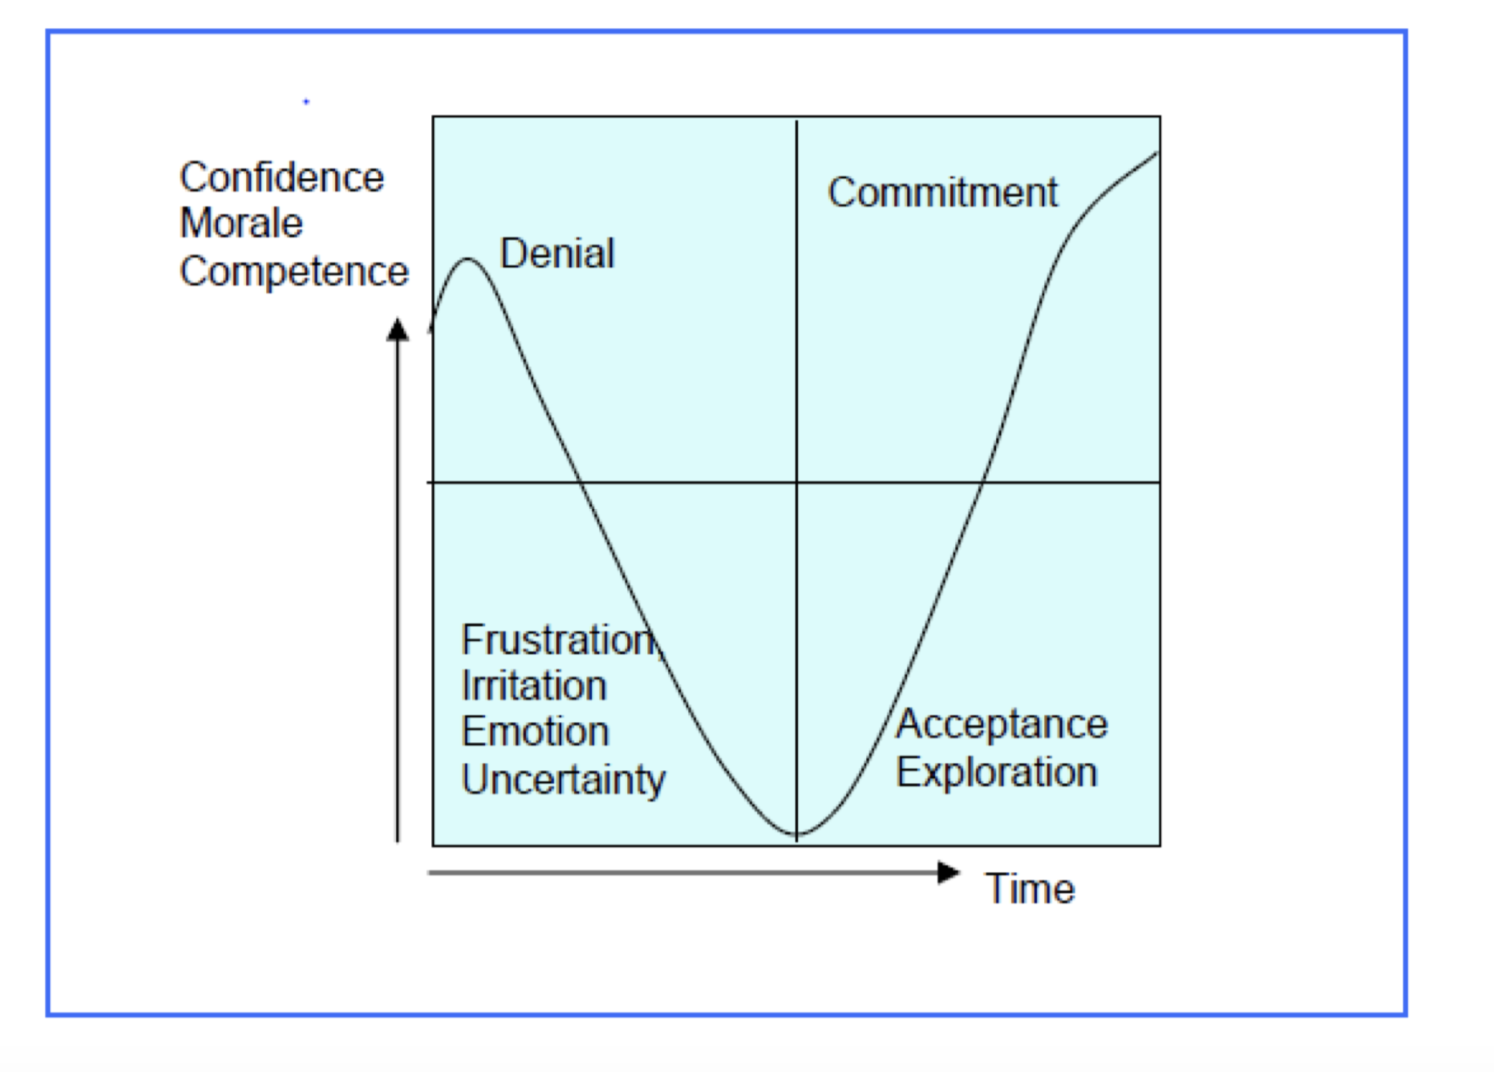 Confidence
Morale
Competence
Denial
Commitment
Frustration,
Irritation
Emotion
Uncertainty
Acceptance
Exploration
Time